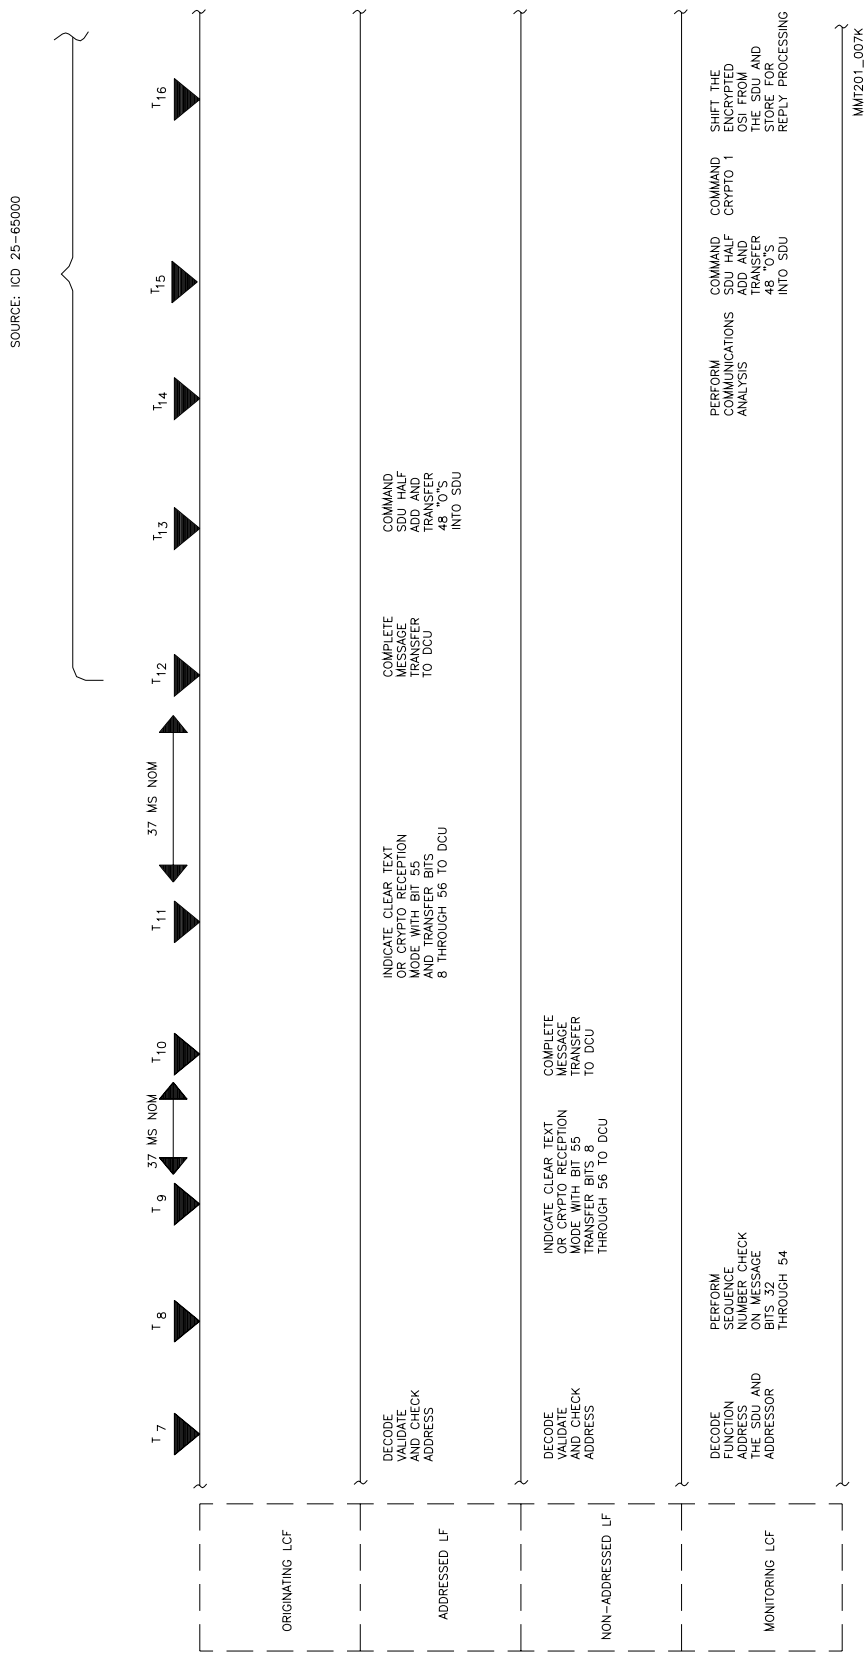 SOURCE: ICD 25-65000
T 7
T 8
T 9
37 MS NOM
T10
T11
37 MS NOM
T12
T13
T14
T15
T16
ORIGINATING LCF
ADDRESSED LF
DECODE
VALIDATE
AND CHECK
ADDRESS
INDICATE CLEAR TEXT
OR CRYPTO RECEPTION
MODE WITH BIT 55
AND TRANSFER BITS
8 THROUGH 56 TO DCU
COMPLETE
MESSAGE
TRANSFER
TO DCU
COMMAND
SDU HALF
ADD AND
TRANSFER
48 "0"S
INTO SDU
NON-ADDRESSED LF
DECODE
VALIDATE
AND CHECK
ADDRESS
INDICATE CLEAR TEXT
OR CRYPTO RECEPTION
MODE WITH BIT 55
TRANSFER BITS 8
THROUGH 56 TO DCU
COMPLETE
MESSAGE
TRANSFER
TO DCU
MONITORING LCF
DECODE
FUNCTION
ADDRESS
THE SDU AND
ADDRESSOR
PERFORM
SEQUENCE
NUMBER CHECK
ON MESSAGE
BITS 32
THROUGH 54
PERFORM
COMMUNICATIONS
ANALYSIS
COMMAND
SDU HALF
ADD AND
TRANSFER
48 "0"S
INTO SDU
COMMAND
CRYPTO 1
SHIFT THE
ENCRYPTED
OSI FROM
THE SDU AND
STORE FOR
REPLY PROCESSING
MMT201_007K